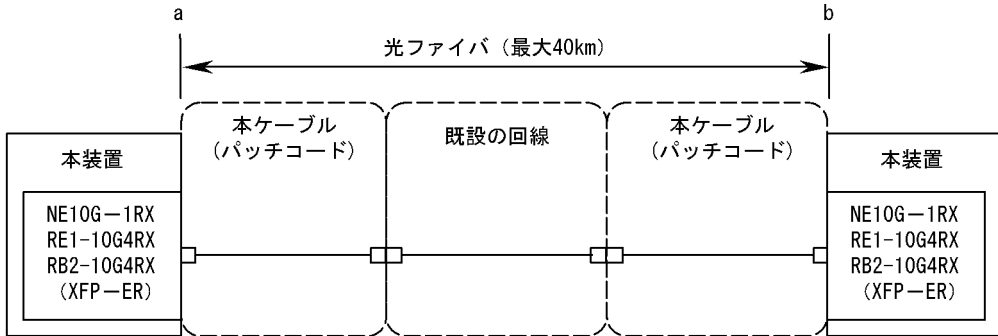 a
b
光ファイバ（最大40km）
本ケーブル
（パッチコード）
既設の回線
本ケーブル
（パッチコード）
本装置
NE10G－1RX
RE1-10G4RX
RB2-10G4RX
（XFP－ER）
本装置
NE10G－1RX
RE1-10G4RX
RB2-10G4RX
（XFP－ER）